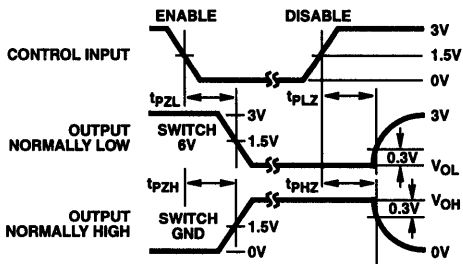 ENABLE DISABLE
CONTROL INPUT
3V
1.5V
0V
tPZL tPLZ
OUTPUT
NORMALLY LOW
SWITCH
6V
3V
1.5V
3V
0.3V
VOL
tPZH tPHZ
OUTPUT
NORMALLY HIGH
SWITCH
GND
1.5V
0V
VOH
0.3V
0V